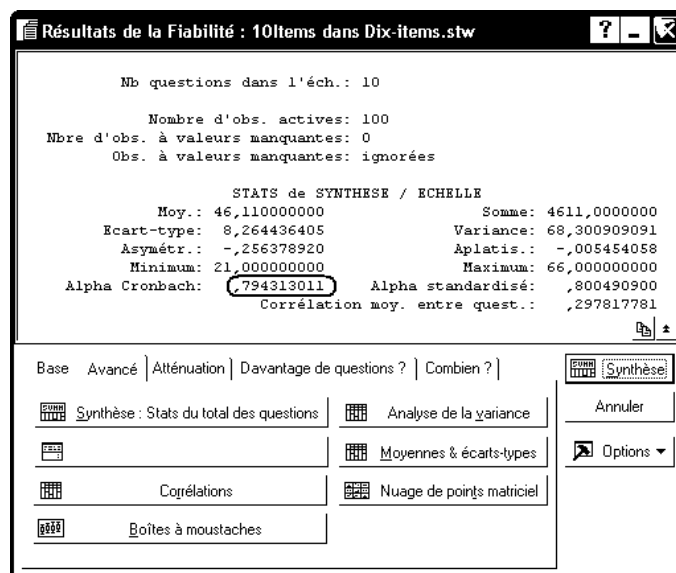 Résultats de la Fiabilité : 10Items dans Dix-items.stw
Nb questions dans l'éch.: 10
Nombre d'obs. actives: 100
Nbre d'obs. à valeurs manquantes: 0
Obs. à valeurs manquantes: ignorées
STATS de SYNTHESE / ECHELLE
Moy.: 46,110000000 Somme: 4611,0000000
Ecart-type: 8,264436405 Variance: 68,300909091
Asymétr.: -,256378920 Aplatis.: -,005454058
Minimum: 21,000000000 Maximum: 66,000000000
Alpha Cronbach: ,794313011 Alpha standardisé: ,800490900
Corrélation moy. entre quest.: ,297817781
Base Avancé Atténuation Davantage de questions ? Combien ?
Synthèse
Synthèse : Stats du total des questions Analyse de la variance Annuler
Moyennes & écarts-types Options
Corrélations Nuage de points matriciel
Boîtes à moustaches